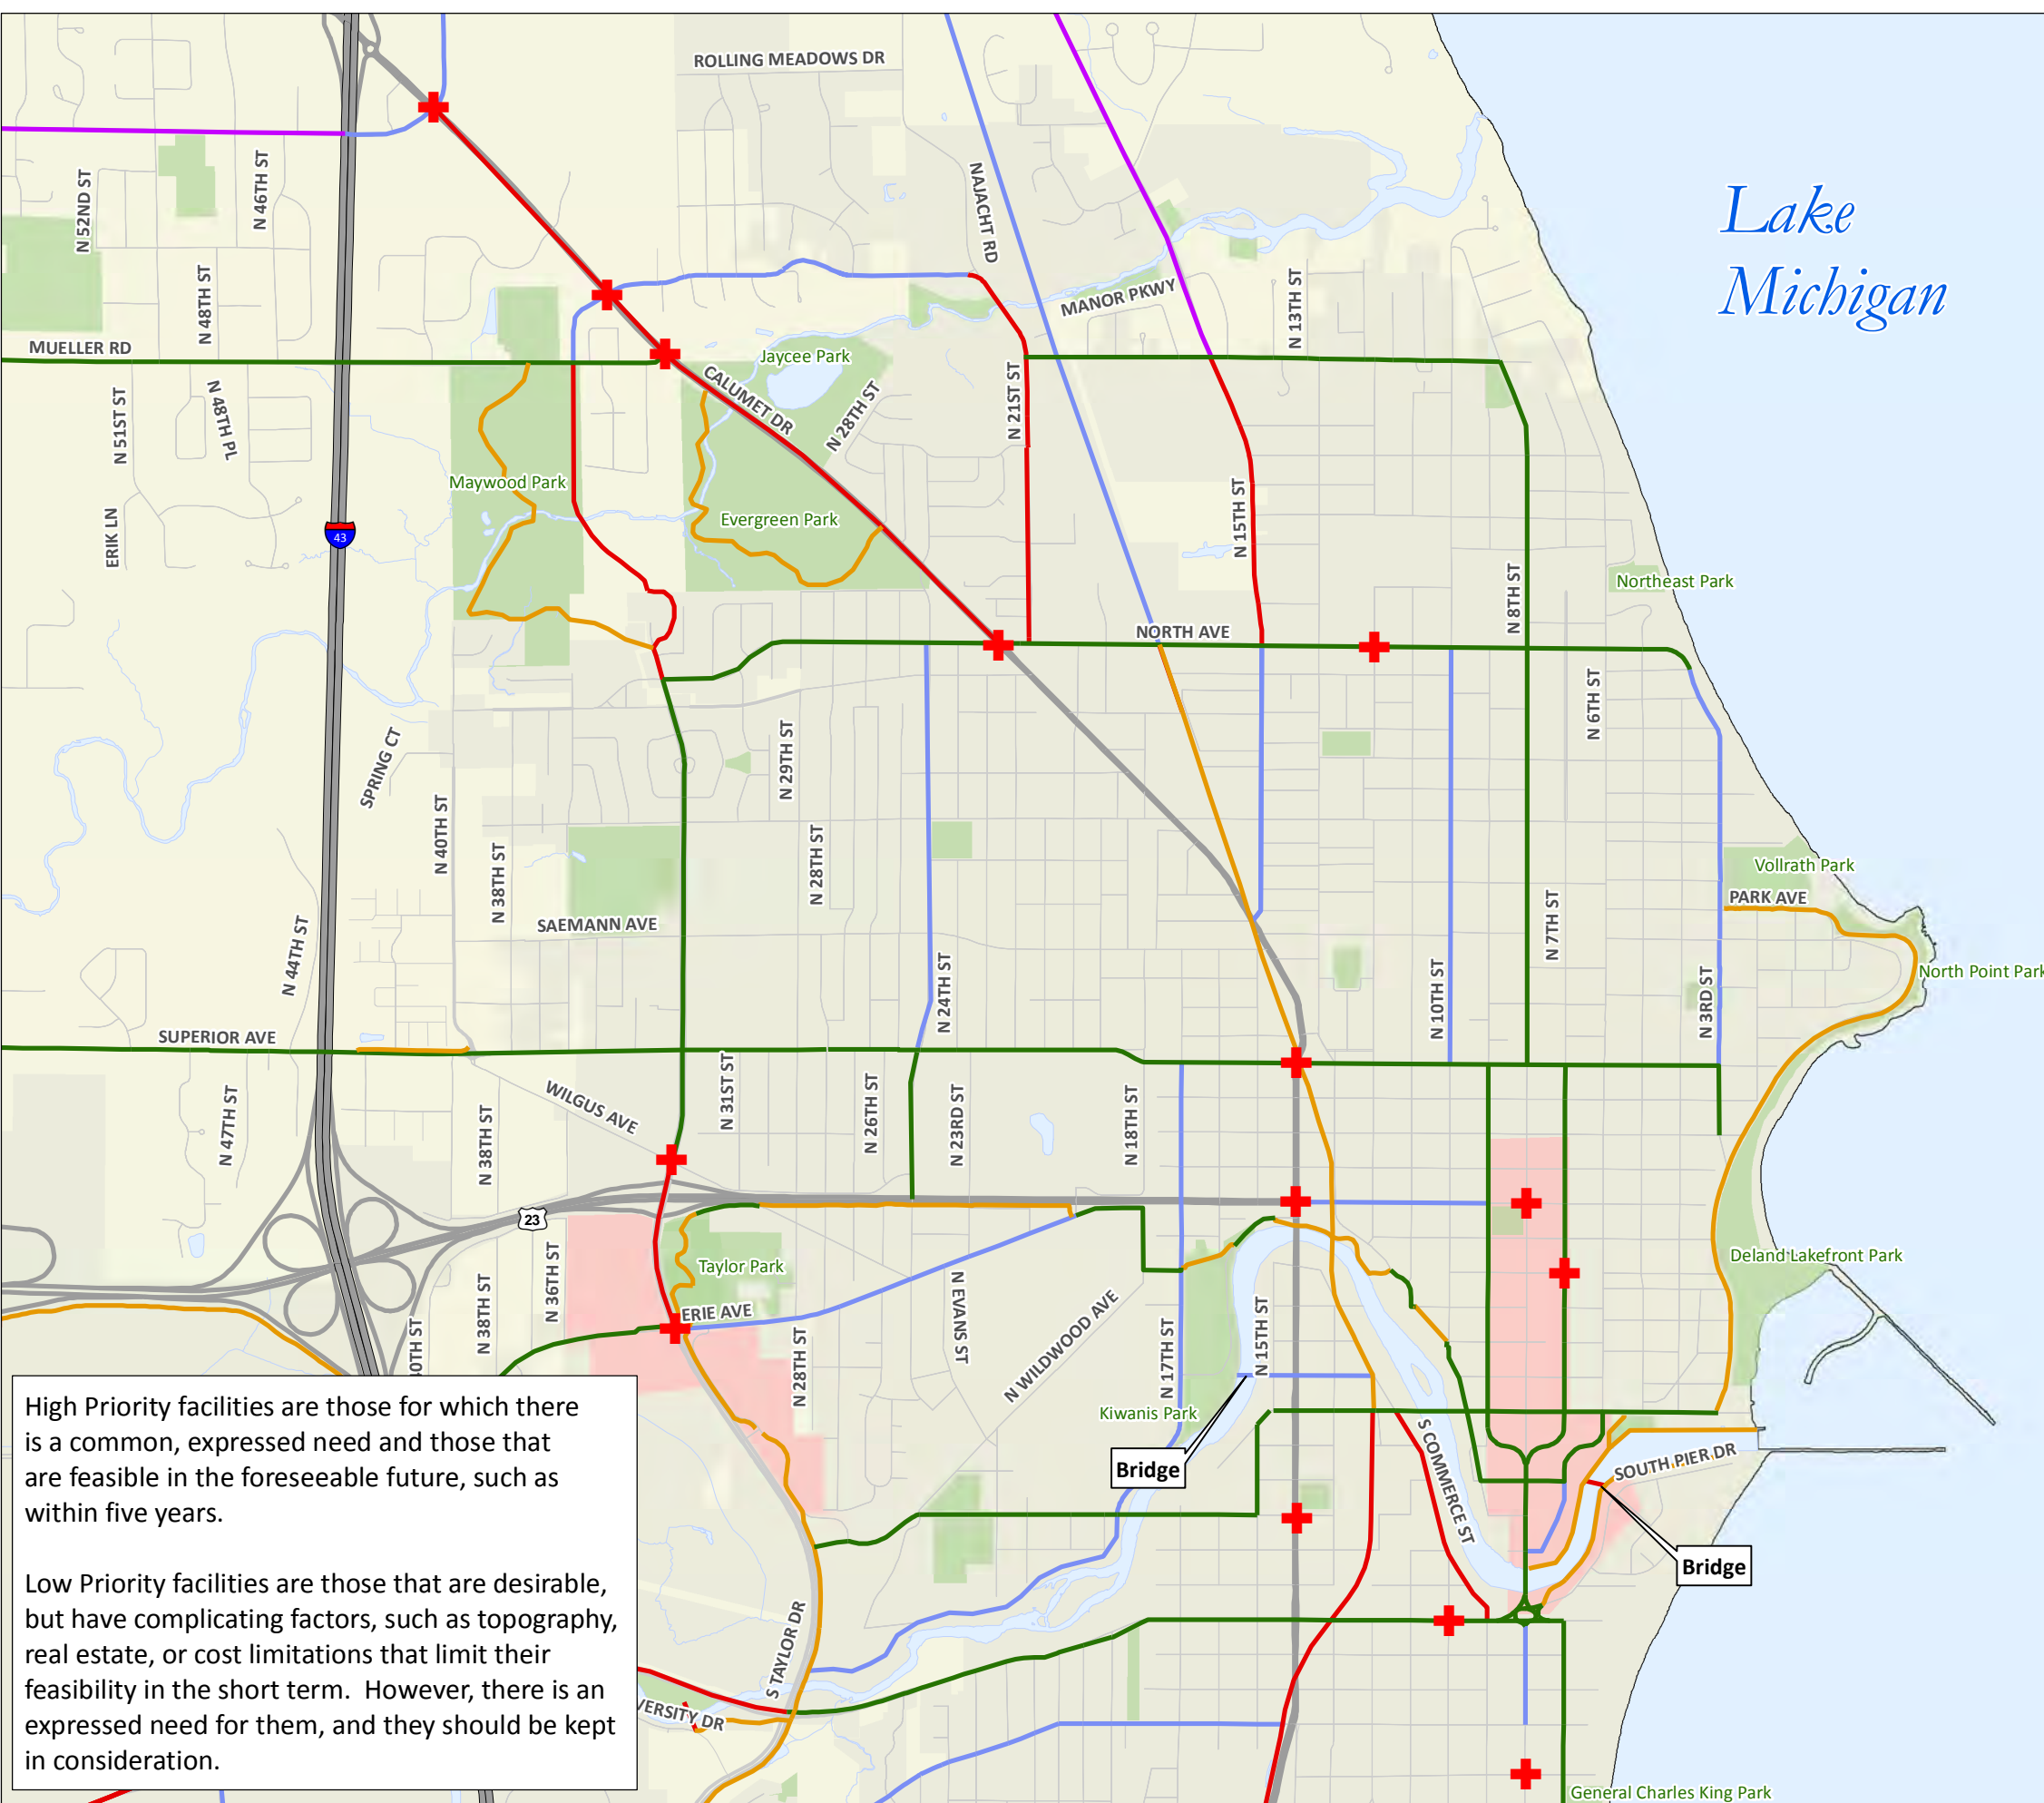 ROLLING MEADOWS DR
N 52ND ST
N 46TH ST
NAJACHT RD
Lake
Michigan
N 48TH ST
MANOR PKWY
N 13TH ST
MUELLER RD
Jaycee Park
CALUMET DR
N 28TH ST
N 21ST ST
N 51ST ST
N 48TH PL
Maywood Park
Evergreen Park
N 15TH ST
ERIK LN
43
Northeast Park
N 8TH ST
NORTH AVE
N 6TH ST
SPRING CT
N 29TH ST
N 40TH ST
N 38TH ST
N 28TH ST
Vollrath Park
PARK AVE
SAEMANN AVE
N 7TH ST
N 44TH ST
N 24TH ST
N 10TH ST
N 3RD ST
North Point Park
SUPERIOR AVE
N 47TH ST
WILGUS AVE
N 38TH ST
N 31ST ST
N 26TH ST
N 23RD ST
N 18TH ST
23
N 36TH ST
Taylor Park
Deland Lakefront Park
N 38TH ST
40TH ST
ERIE AVE
N 28TH ST
N EVANS ST
N WILDWOOD AVE
N 17TH ST
N 15TH ST
Kiwanis Park
Bridge
S COMMERCE ST
SOUTH PIER DR
Bridge
High Priority facilities are those for which there
is a common, expressed need and those that
are feasible in the foreseeable future, such as
within five years.
Low Priority facilities are those that are desirable,
but have complicating factors, such as topography,
real estate, or cost limitations that limit their
feasibility in the short term.  However, there is an
expressed need for them, and they should be kept
in consideration.
S TAYLOR DR
VERSITY DR
General Charles King Park